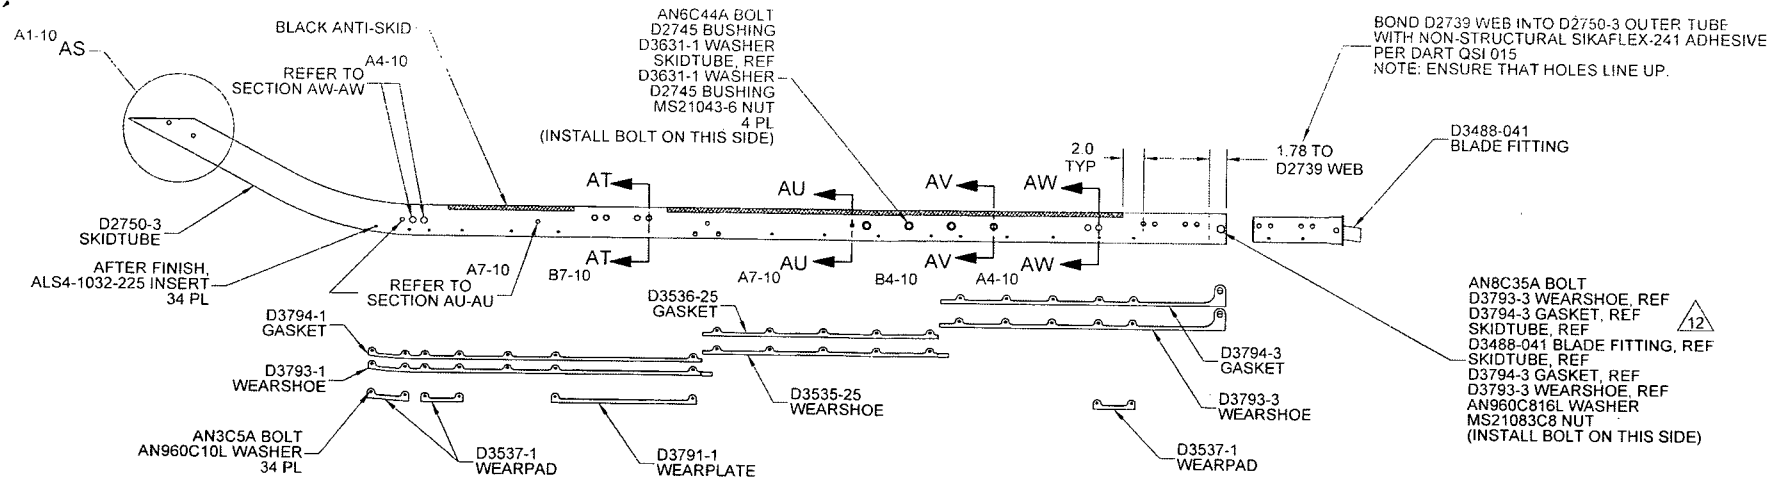 A1-10
AS
BLACK ANTI-SKID
A4-10
REFER TO
SECTION AW-AW
AN6C44A BOLT
D2745 BUSHING
D3631-1 WASHER
SKIDTUBE, REF
D3631-1 WASHER
D2745 BUSHING
MS21043-6 NUT
4 PL
(INSTALL BOLT ON THIS SIDE)
BOND D2739 WEB INTO D2750-3 OUTER TUBE
WITH NON-STRUCTURAL SIKAFLEX-241 ADHESIVE
PER DART QSI 015
NOTE: ENSURE THAT HOLES LINE UP.
2.0
TYP
1.78 TO
D2739 WEB
D3488-041
BLADE FITTING
AT
AU
AV
AW
D2750-3
SKIDTUBE
AFTER FINISH,
ALS4-1032-225 INSERT
34 PL
REFER TO
SECTION AU-AU
A7-10
B7-10
AT
A7-10
AU
B4-10
AV
A4-10
AW
D3794-1
GASKET
D3793-1
WEARSHOE
D3536-25
GASKET
D3535-25
WEARSHOE
D3794-3
GASKET
D3793-3
WEARSHOE
AN8C35A BOLT
D3793-3 WEARSHOE, REF
D3794-3 GASKET, REF
SKIDTUBE, REF
D3488-041 BLADE FITTING, REF
SKIDTUBE, REF
D3794-3 GASKET, REF
D3793-3 WEARSHOE, REF
AN960C816L WASHER
MS21083C8 NUT
(INSTALL BOLT ON THIS SIDE)
12
AN3C5A BOLT
AN960C10L WASHER
34 PL
D3537-1
WEARPAD
D3791-1
WEARPLATE
D3537-1
WEARPAD